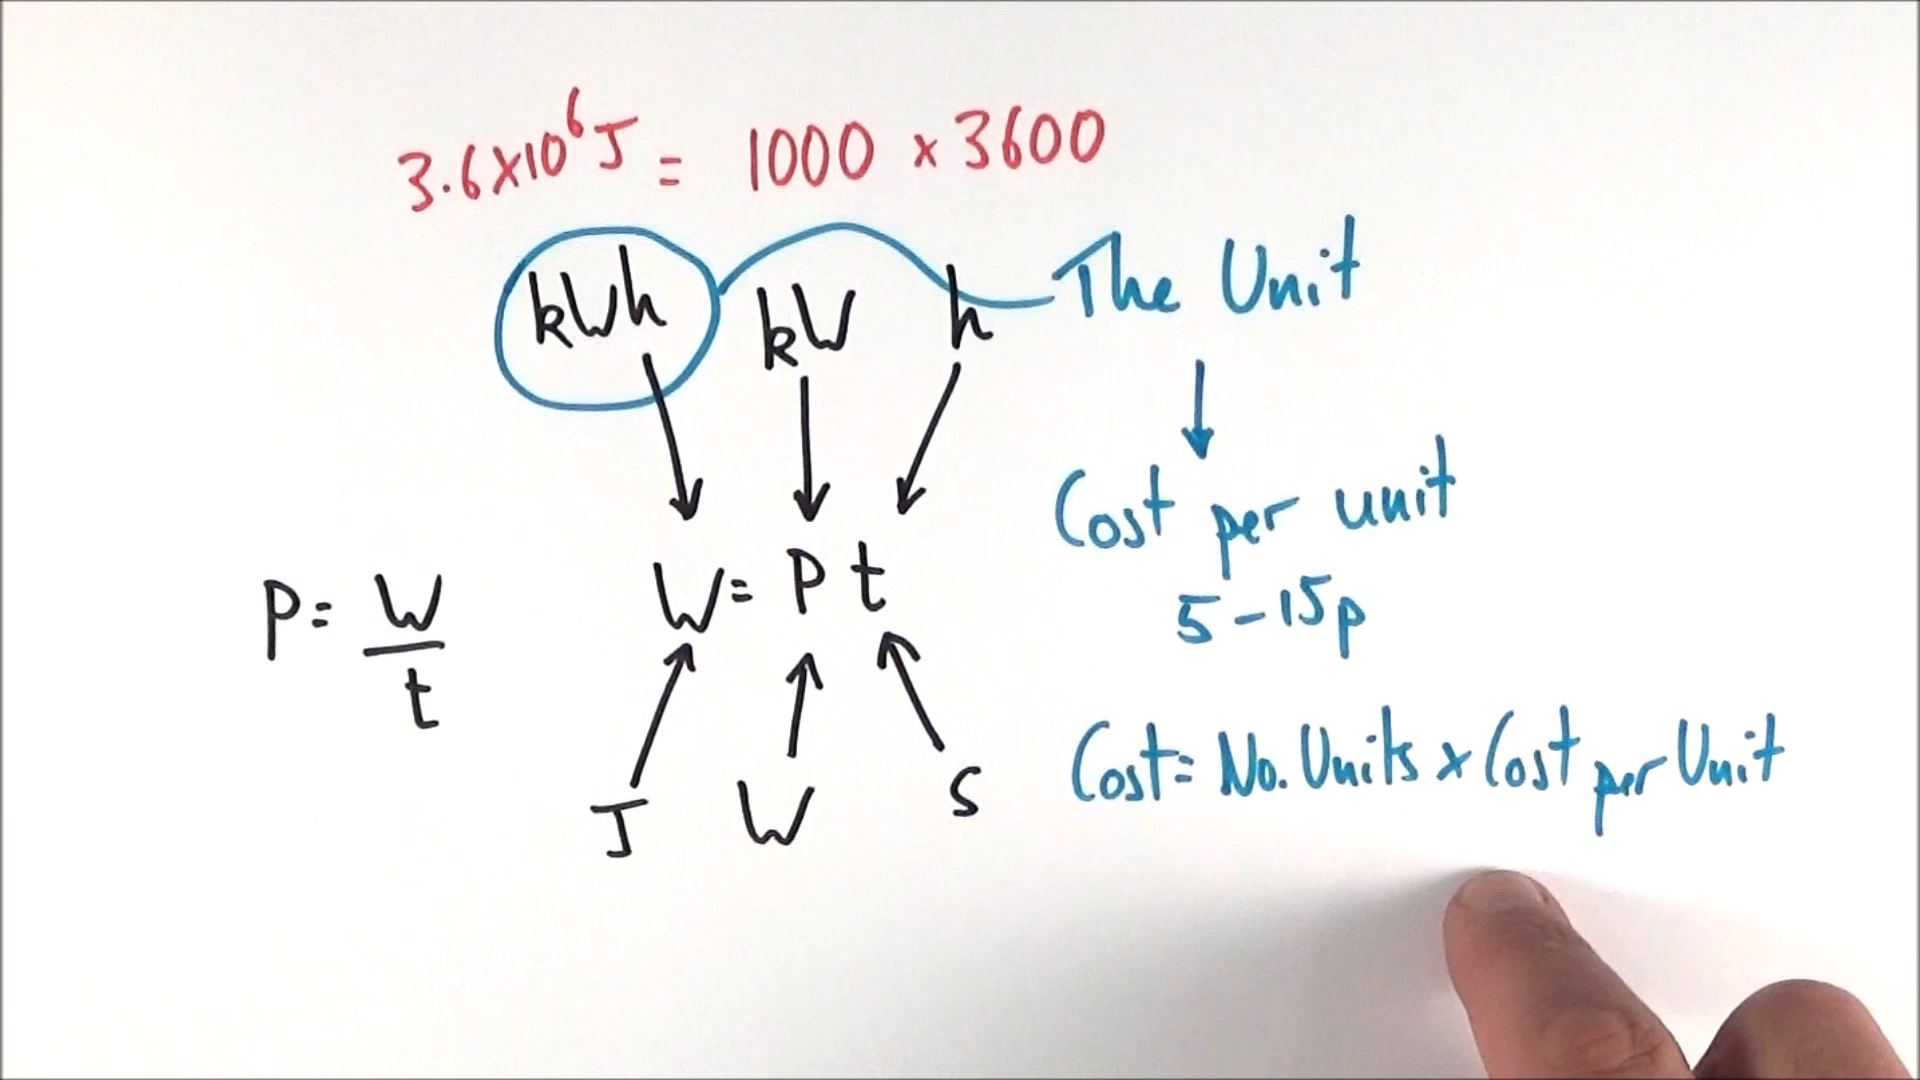 3.6×10⁶J = 1000 × 3600
kWh kW h The Unit
Cost per unit
5-15p
P= W/t
W= P t
J W S
Cost= No. Units × Cost per Unit